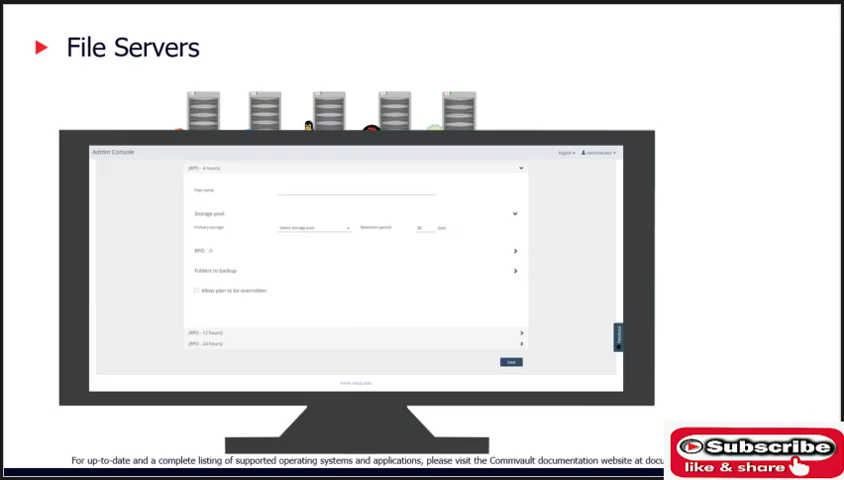 File Servers
Admin Console
English
Administrator
(RPO - 4 hours)
Plan name
Storage pool
Primary storage
Select storage pool
Retention period
30
days
RPO
Folders to backup
Allow plan to be overridden
(RPO - 12 hours)
(RPO - 24 hours)
Save
Feedback
For up-to-date and a complete listing of supported operating systems and applications, please visit the Commvault documentation website at docu
Subscribe
like & share